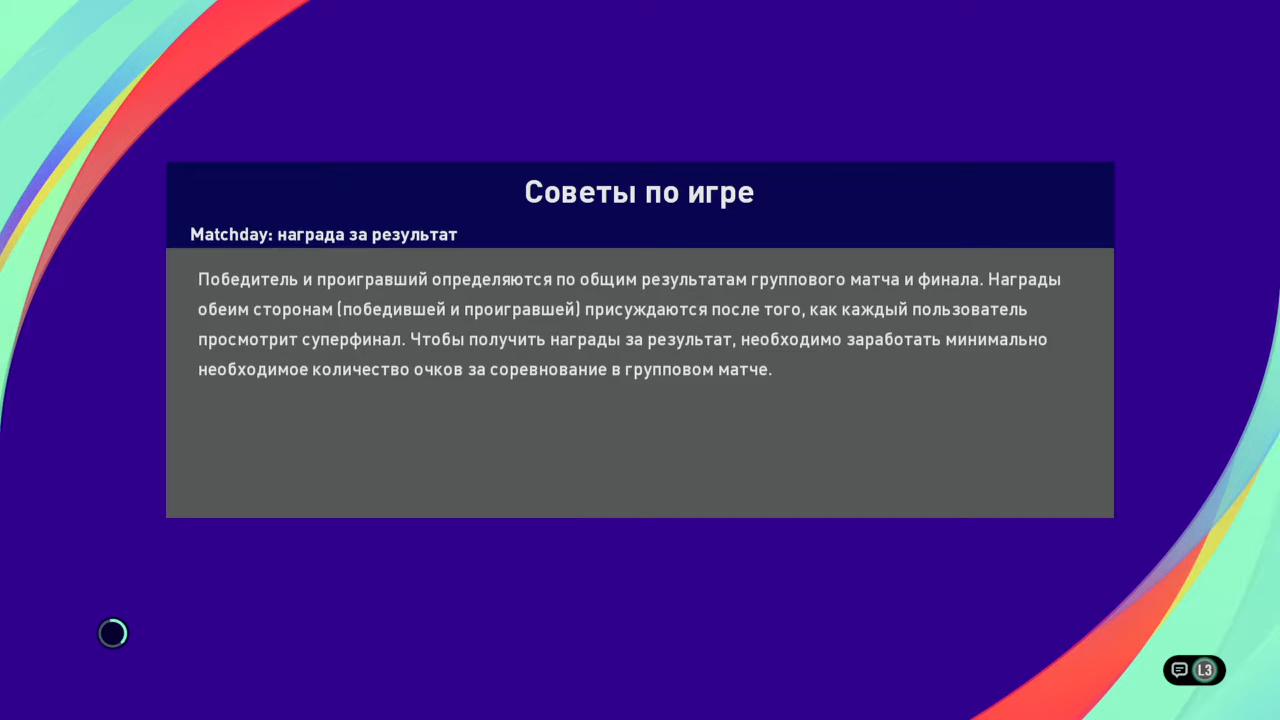 Советы по игре
Matchday: награда за результат
Победитель и проигравший определяются по общим результатам группового матча и финала. Награды
обеим сторонам (победившей и проигравшей) присуждаются после того, как каждый пользователь
просмотрит суперфинал. Чтобы получить награды за результат, необходимо заработать минимально
необходимое количество очков за соревнование в групповом матче.
L3